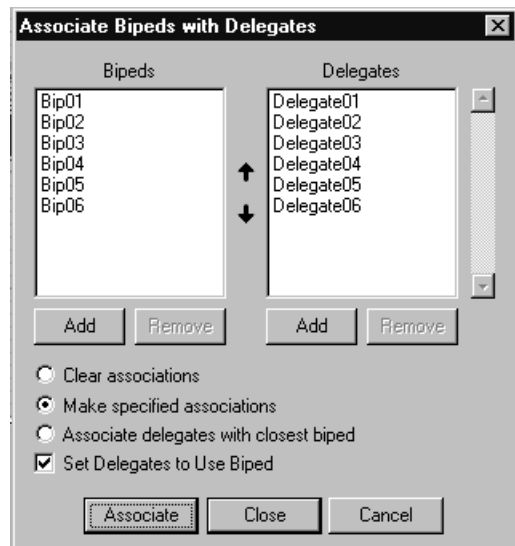 Associate Bipeds with Delegates
Bipeds Delegates
Bip01 Delegate01
Bip02 Delegate02
Bip03 Delegate03
Bip04 Delegate04
Bip05 Delegate05
Bip06 Delegate06
Add Remove Add Remove
Clear associations
Make specified associations
Associate delegates with closest biped
Set Delegates to Use Biped
Associate Close Cancel